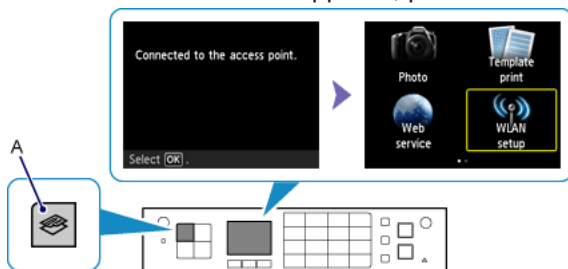 Connected to the access point.
Select OK .
Photo
Template
print
Web
service
WLAN
setup
A